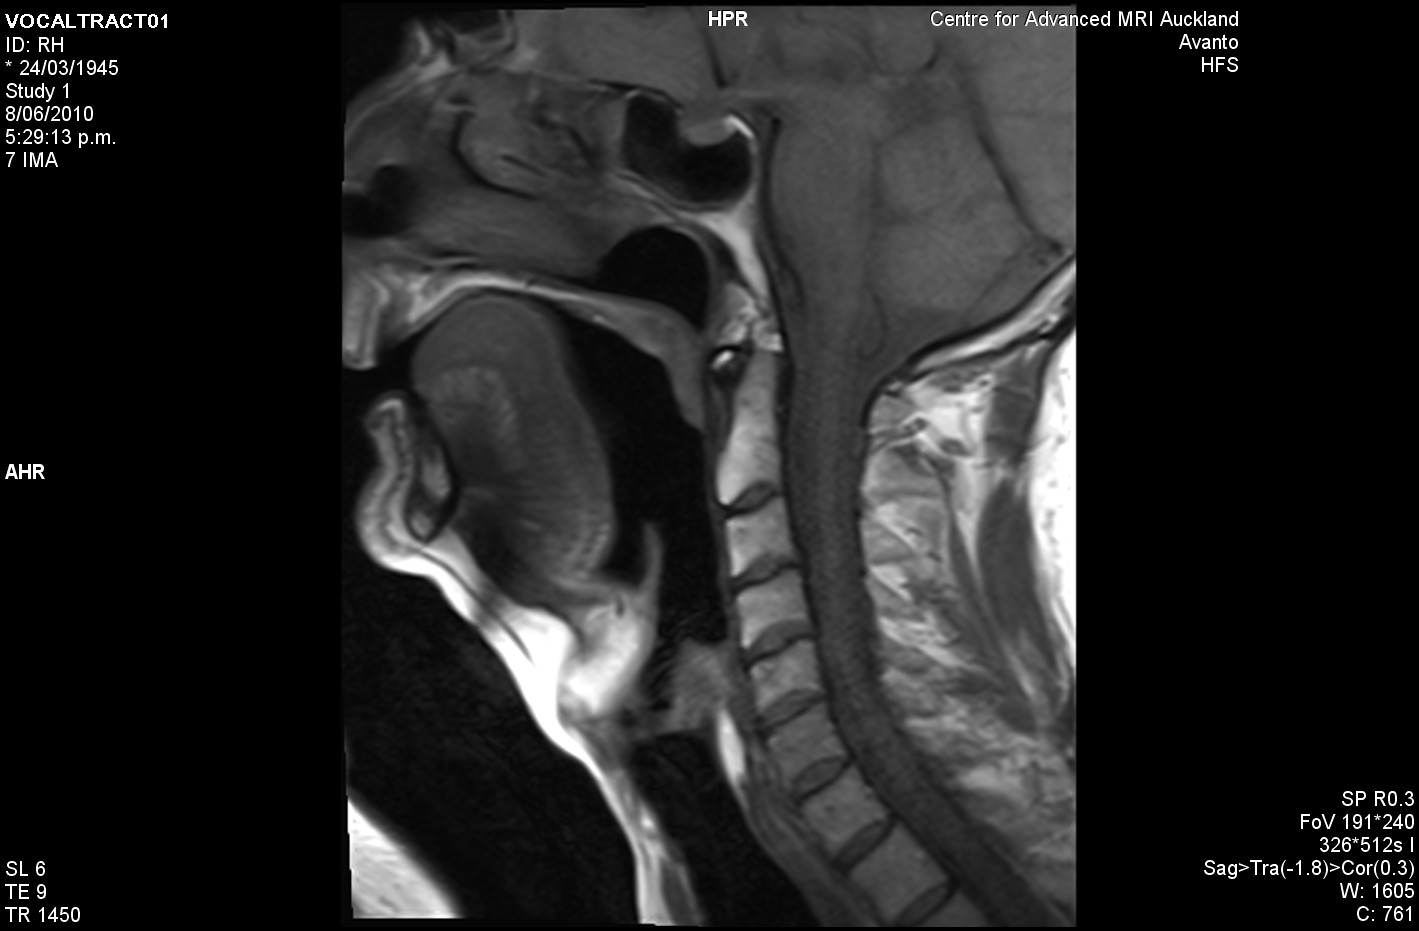 VOCALTRACT01
ID: RH
* 24/03/1945
Study 1
8/06/2010
5:29:13 p.m.
7 IMA
HPR
Centre for Advanced MRI Auckland
Avanto
HFS
AHR
SL 6
TE 9
TR 1450
SP R0.3
FoV 191*240
326*512s I
Sag>Tra(-1.8)>Cor(0.3)
W: 1605
C: 761